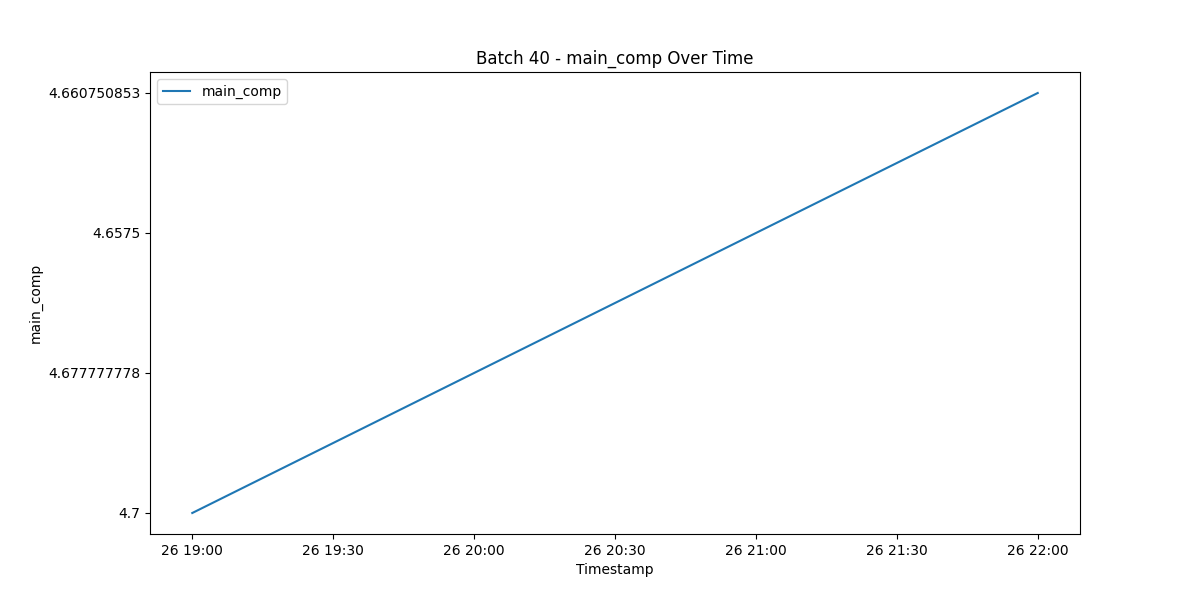 Batch 40 - main_comp Over Time
main_comp
4.660750853
4.6575
4.677777778
4.7
main_comp
26 19:00
26 19:30
26 20:00
26 20:30
26 21:00
26 21:30
26 22:00
Timestamp